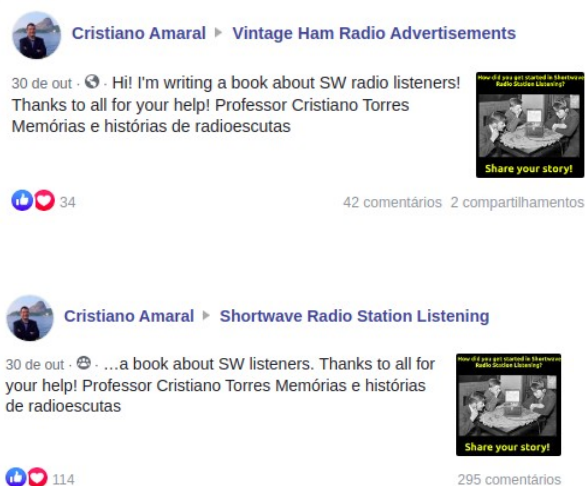 Cristiano Amaral ▸ Vintage Ham Radio Advertisements
30 de out · Hi! I'm writing a book about SW radio listeners!
Thanks to all for your help! Professor Cristiano Torres
Memórias e histórias de radioescutas
How did you get started in Shortwave
Radio Station Listening?
Share your story!
34
42 comentários 2 compartilhamentos
Cristiano Amaral ▸ Shortwave Radio Station Listening
30 de out · ...a book about SW listeners. Thanks to all for
your help! Professor Cristiano Torres Memórias e histórias
de radioescutas
How did you get started in Shortwave
Radio Station Listening?
Share your story!
114
295 comentários